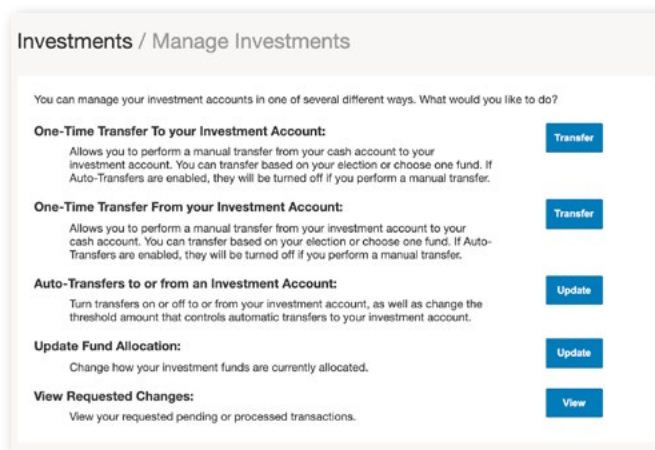 Investments / Manage Investments
You can manage your investment accounts in one of several different ways. What would you like to do?
One-Time Transfer To your Investment Account:
Transfer
Allows you to perform a manual transfer from your cash account to your
investment account. You can transfer based on your election or choose one fund. If
Auto-Transfers are enabled, they will be turned off if you perform a manual transfer.
One-Time Transfer From your Investment Account:
Transfer
Allows you to perform a manual transfer from your investment account to your
cash account. You can transfer based on your election or choose one fund. If Auto-
Transfers are enabled, they will be turned off if you perform a manual transfer.
Auto-Transfers to or from an Investment Account:
Update
Turn transfers on or off to or from your investment account, as well as change the
threshold amount that controls automatic transfers to your investment account.
Update Fund Allocation:
Update
Change how your investment funds are currently allocated.
View Requested Changes:
View
View your requested pending or processed transactions.